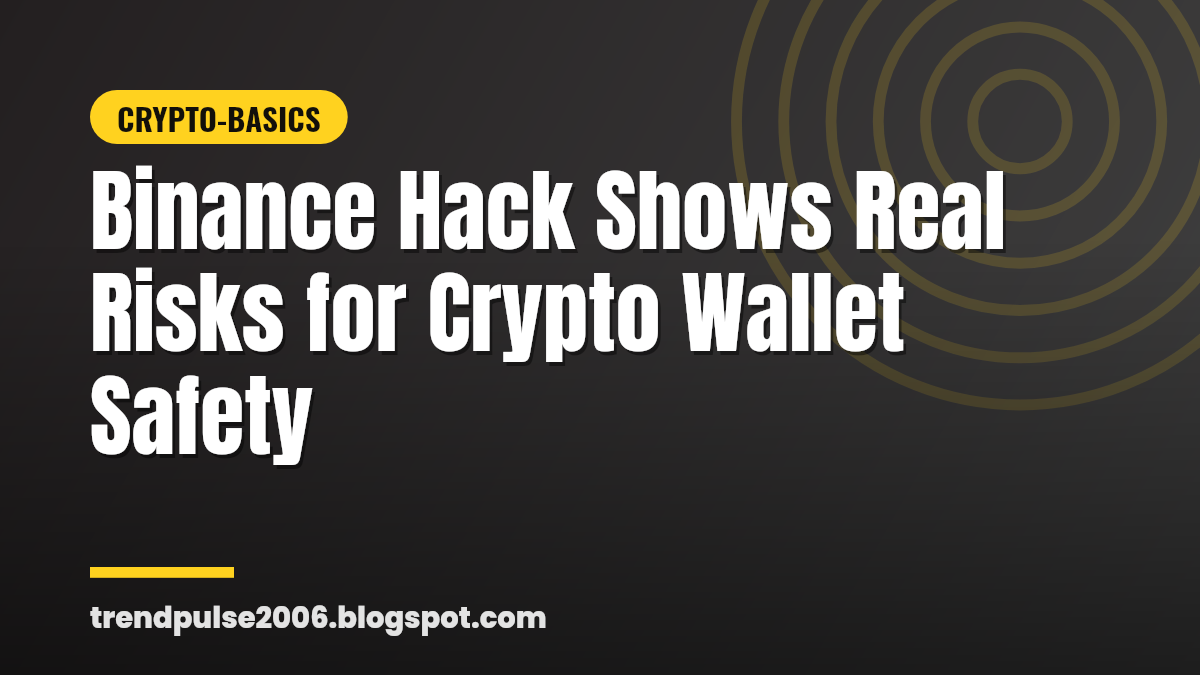 CRYPTO-BASICS
Binance Hack Shows Real
Risks for Crypto Wallet
Safety
trendpulse2006.blogspot.com